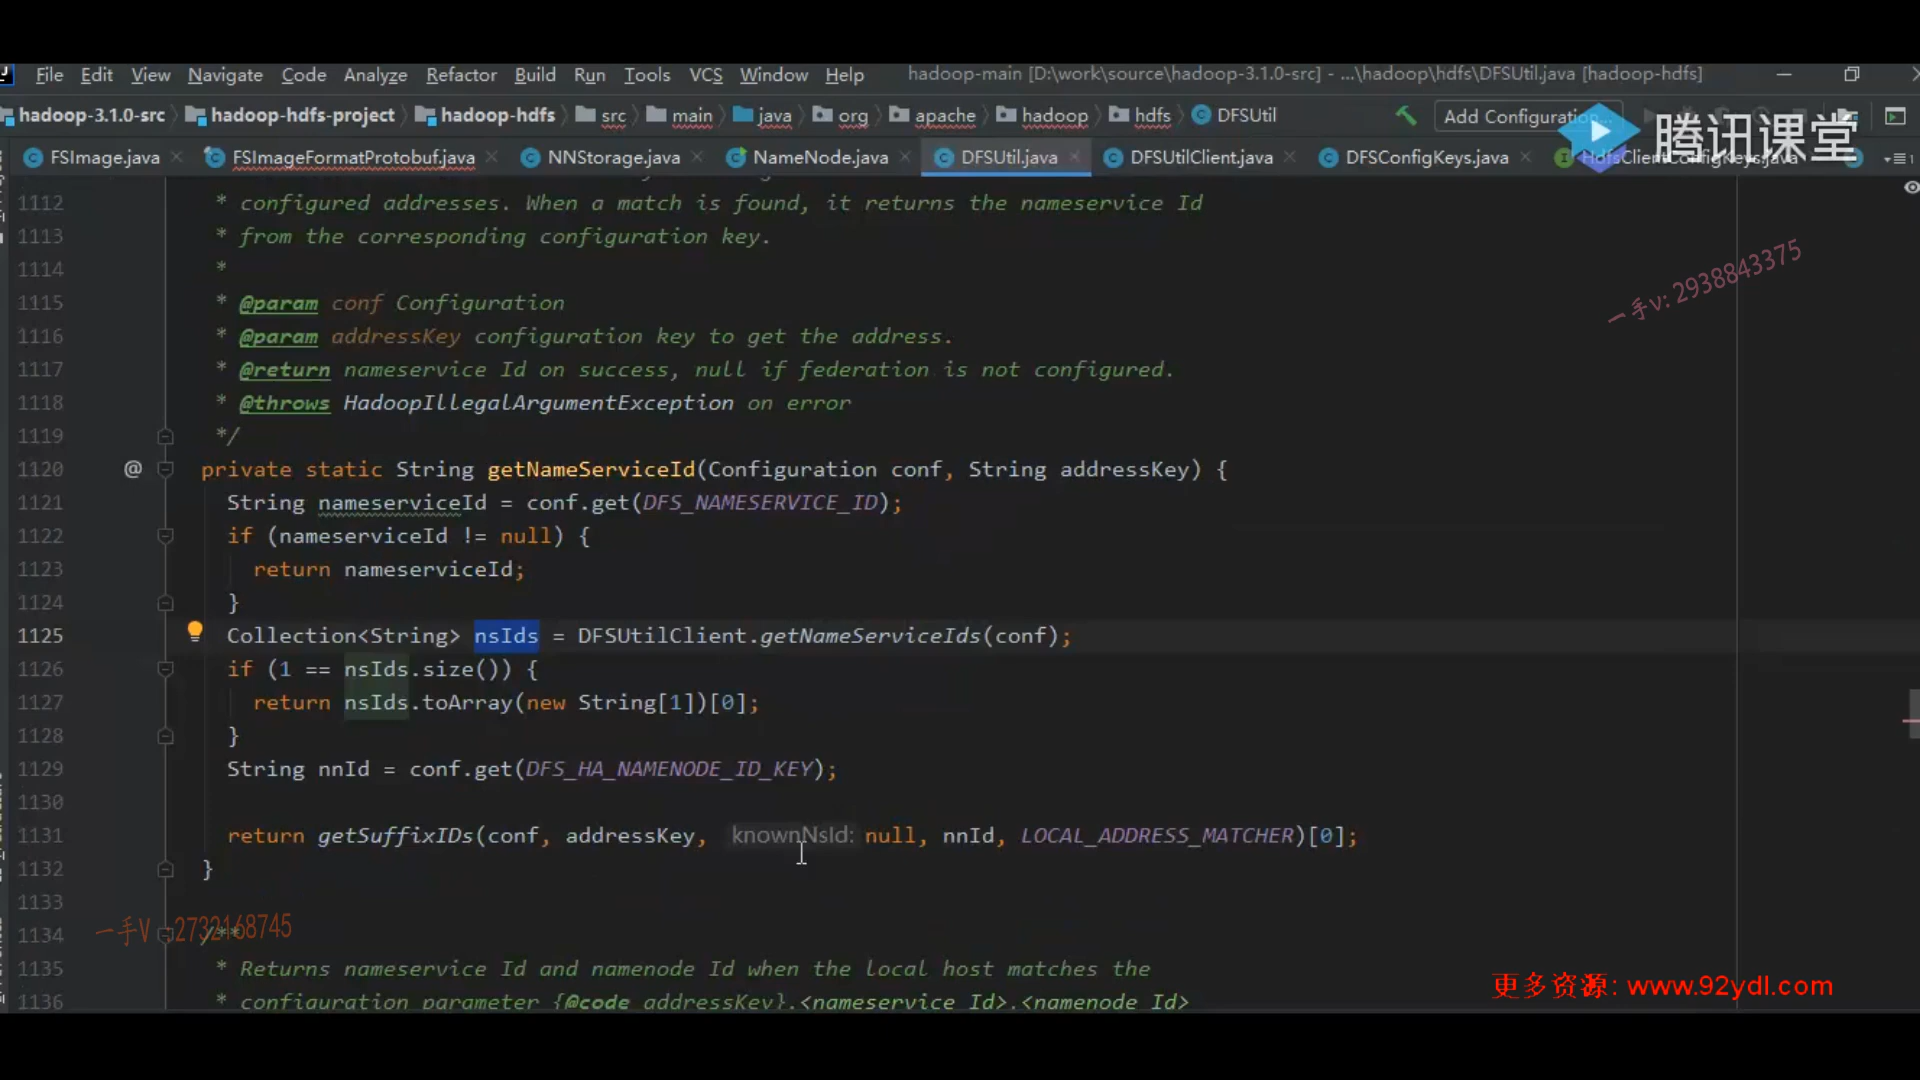 File Edit View Navigate Code Analyze Refactor Build Run Tools VCS Window Help hadoop-main [D:\work\source\hadoop-3.1.0-src] - ...\hadoop\hdfs\DFSUtil.java [hadoop-hdfs]
hadoop-3.1.0-src hadoop-hdfs-project hadoop-hdfs src main java org apache hadoop hdfs DFSUtil Add Configuration...
腾讯课堂
FSImage.java FSImageFormatProtobuf.java NNStorage.java NameNode.java DFSUtil.java DFSUtilClient.java DFSConfigKeys.java HdfsClientConfigKeys.java
1112 * configured addresses. When a match is found, it returns the nameservice Id
1113 * from the corresponding configuration key.
1114 *
一手v: 2938843375
1115 * @param conf Configuration
1116 * @param addressKey configuration key to get the address.
1117 * @return nameservice Id on success, null if federation is not configured.
1118 * @throws HadoopIllegalArgumentException on error
1119 */
1120 @ private static String getNameServiceId(Configuration conf, String addressKey) {
1121 String nameserviceId = conf.get(DFS_NAMESERVICE_ID);
1122 if (nameserviceId != null) {
1123 return nameserviceId;
1124 }
1125 Collection<String> nsIds = DFSUtilClient.getNameServiceIds(conf);
1126 if (1 == nsIds.size()) {
1127 return nsIds.toArray(new String[1])[0];
1128 }
1129 String nnId = conf.get(DFS_HA_NAMENODE_ID_KEY);
1130
1131 return getSuffixIDs(conf, addressKey, knownNsId: null, nnId, LOCAL_ADDRESS_MATCHER)[0];
1132 }
1133
1134 /**
一手V:2732168745
1135 * Returns nameservice Id and namenode Id when the local host matches the
1136 * configuration parameter {@code addressKey}.<nameservice Id>.<namenode Id>
更多资源: www.92ydl.com